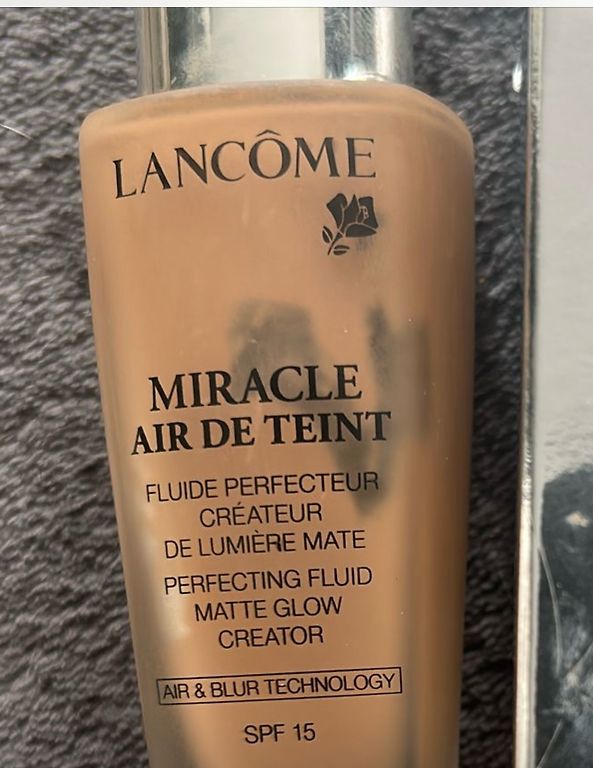 LANCÔME
MIRACLE
AIR DE TEINT
FLUIDE PERFECTEUR
CRÉATEUR
DE LUMIÈRE MATE
PERFECTING FLUID
MATTE GLOW
CREATOR
AIR & BLUR TECHNOLOGY
SPF 15